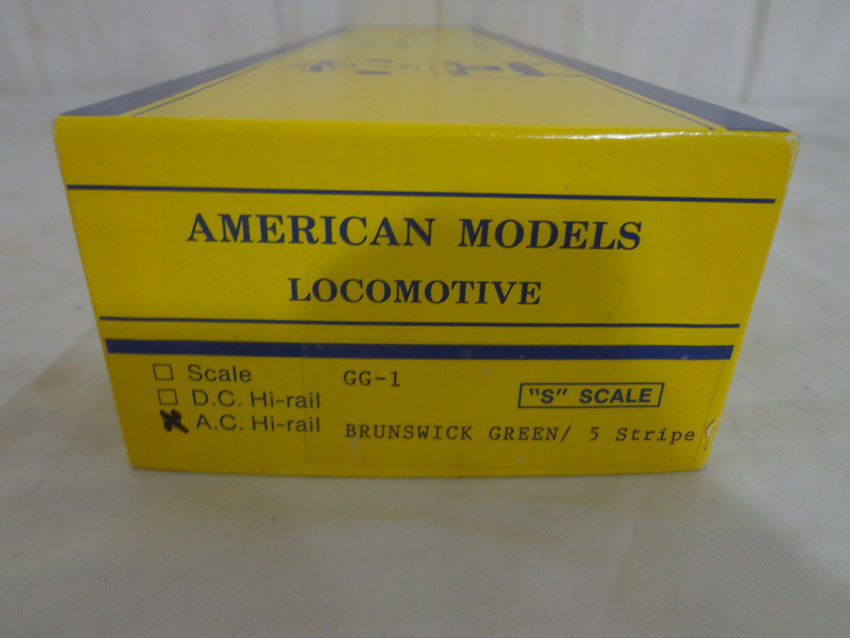 AMERICAN MODELS
LOCOMOTIVE
Scale
D.C. Hi-rail
A.C. Hi-rail
GG-1
"S" SCALE
BRUNSWICK GREEN/ 5 Stripe